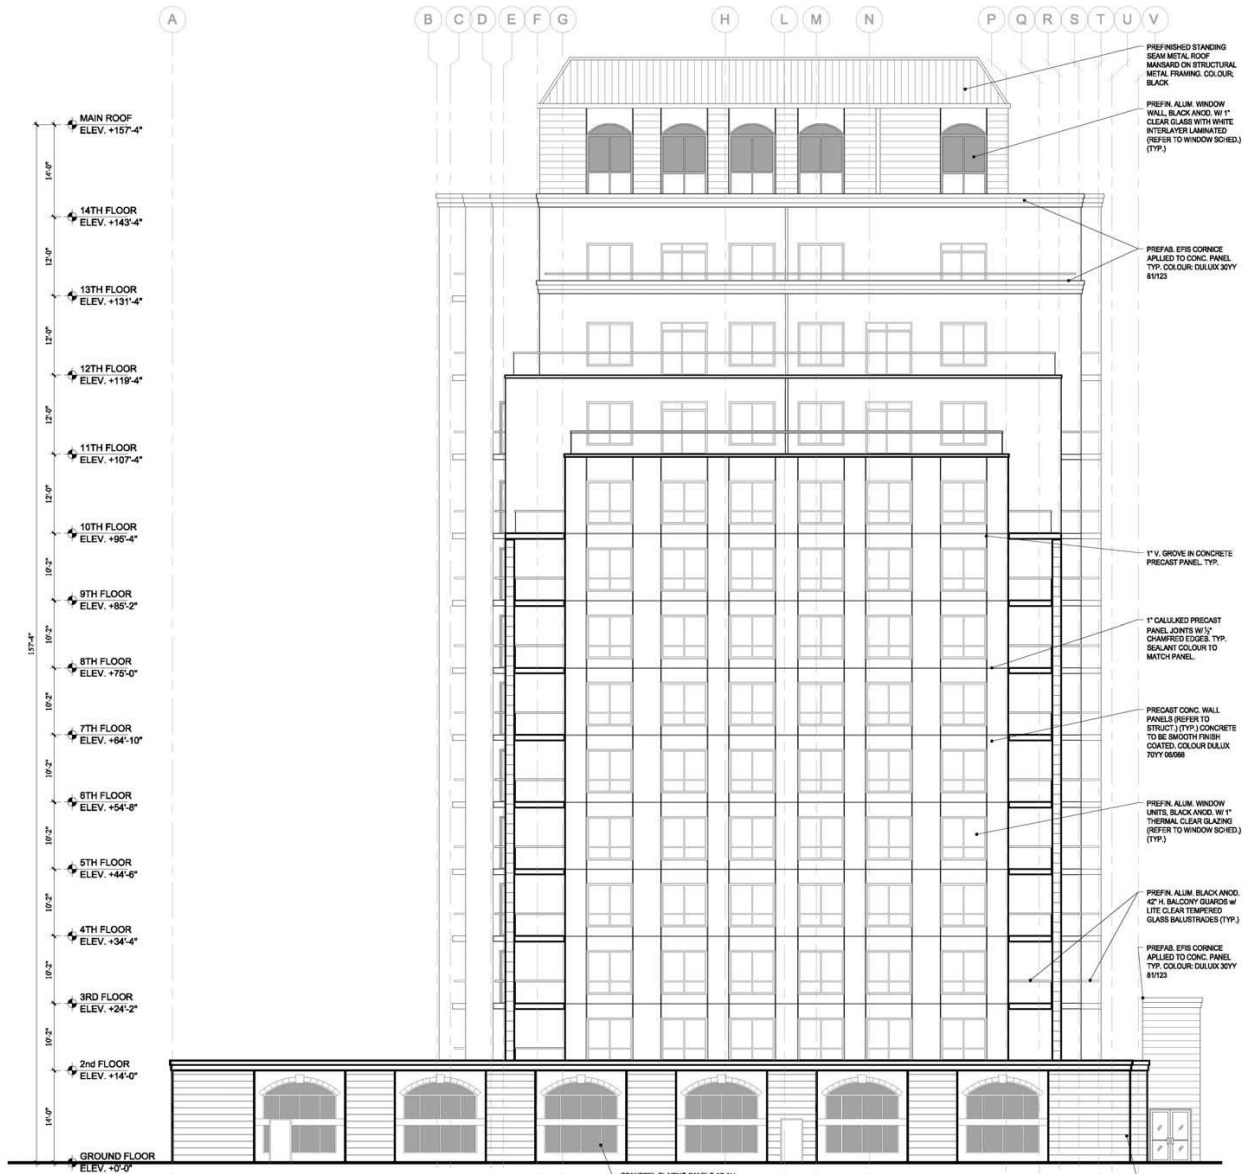 A B C D E F G H L M N P Q R S T U V
PREFINISHED STANDING
SEAM METAL ROOF
MANSARD ON STRUCTURAL
METAL FRAMING. COLOUR;
BLACK
PREFIN. ALUM. WINDOW
WALL, BLACK ANOD. W/ 1"
CLEAR GLASS WITH WHITE
INTERLAYER LAMINATED
(REFER TO WINDOW SCHED.)
(TYP.)
MAIN ROOF
ELEV. +157'-4"
14'-0"
14TH FLOOR
ELEV. +143'-4"
12'-0"
PREFAB. EFIS CORNICE
APLLIED TO CONC. PANEL
TYP. COLOUR: DULUIX 30YY
81/123
13TH FLOOR
ELEV. +131'-4"
12'-0"
12TH FLOOR
ELEV. +119'-4"
12'-0"
11TH FLOOR
ELEV. +107'-4"
12'-0"
10TH FLOOR
ELEV. +95'-4"
1" V. GROVE IN CONCRETE
PRECAST PANEL. TYP.
10'-2"
9TH FLOOR
ELEV. +85'-2"
10'-2"
1" CALULKED PRECAST
PANEL JOINTS W/ ½"
CHAMFRED EDGES. TYP.
SEALANT COLOUR TO
MATCH PANEL.
157'-4"
8TH FLOOR
ELEV. +75'-0"
10'-2"
7TH FLOOR
ELEV. +64'-10"
PRECAST CONC. WALL
PANELS (REFER TO
STRUCT.) (TYP.) CONCRETE
TO BE SMOOTH FINISH
COATED. COLOUR DULUX
70YY 06/088
10'-2"
6TH FLOOR
ELEV. +54'-8"
PREFIN. ALUM. WINDOW
UNITS, BLACK ANOD. W/ 1"
THERMAL CLEAR GLAZING
(REFER TO WINDOW SCHED.)
(TYP.)
10'-2"
5TH FLOOR
ELEV. +44'-6"
10'-2"
PREFIN. ALUM. BLACK ANOD.
42" H. BALCONY GUARDS w/
LITE CLEAR TEMPERED
GLASS BALUSTRADES (TYP.)
4TH FLOOR
ELEV. +34'-4"
10'-2"
PREFAB. EFIS CORNICE
APLLIED TO CONC. PANEL
TYP. COLOUR: DULUIX 30YY
81/123
3RD FLOOR
ELEV. +24'-2"
10'-2"
2nd FLOOR
ELEV. +14'-0"
14'-0"
GROUND FLOOR
ELEV. +0'-0"